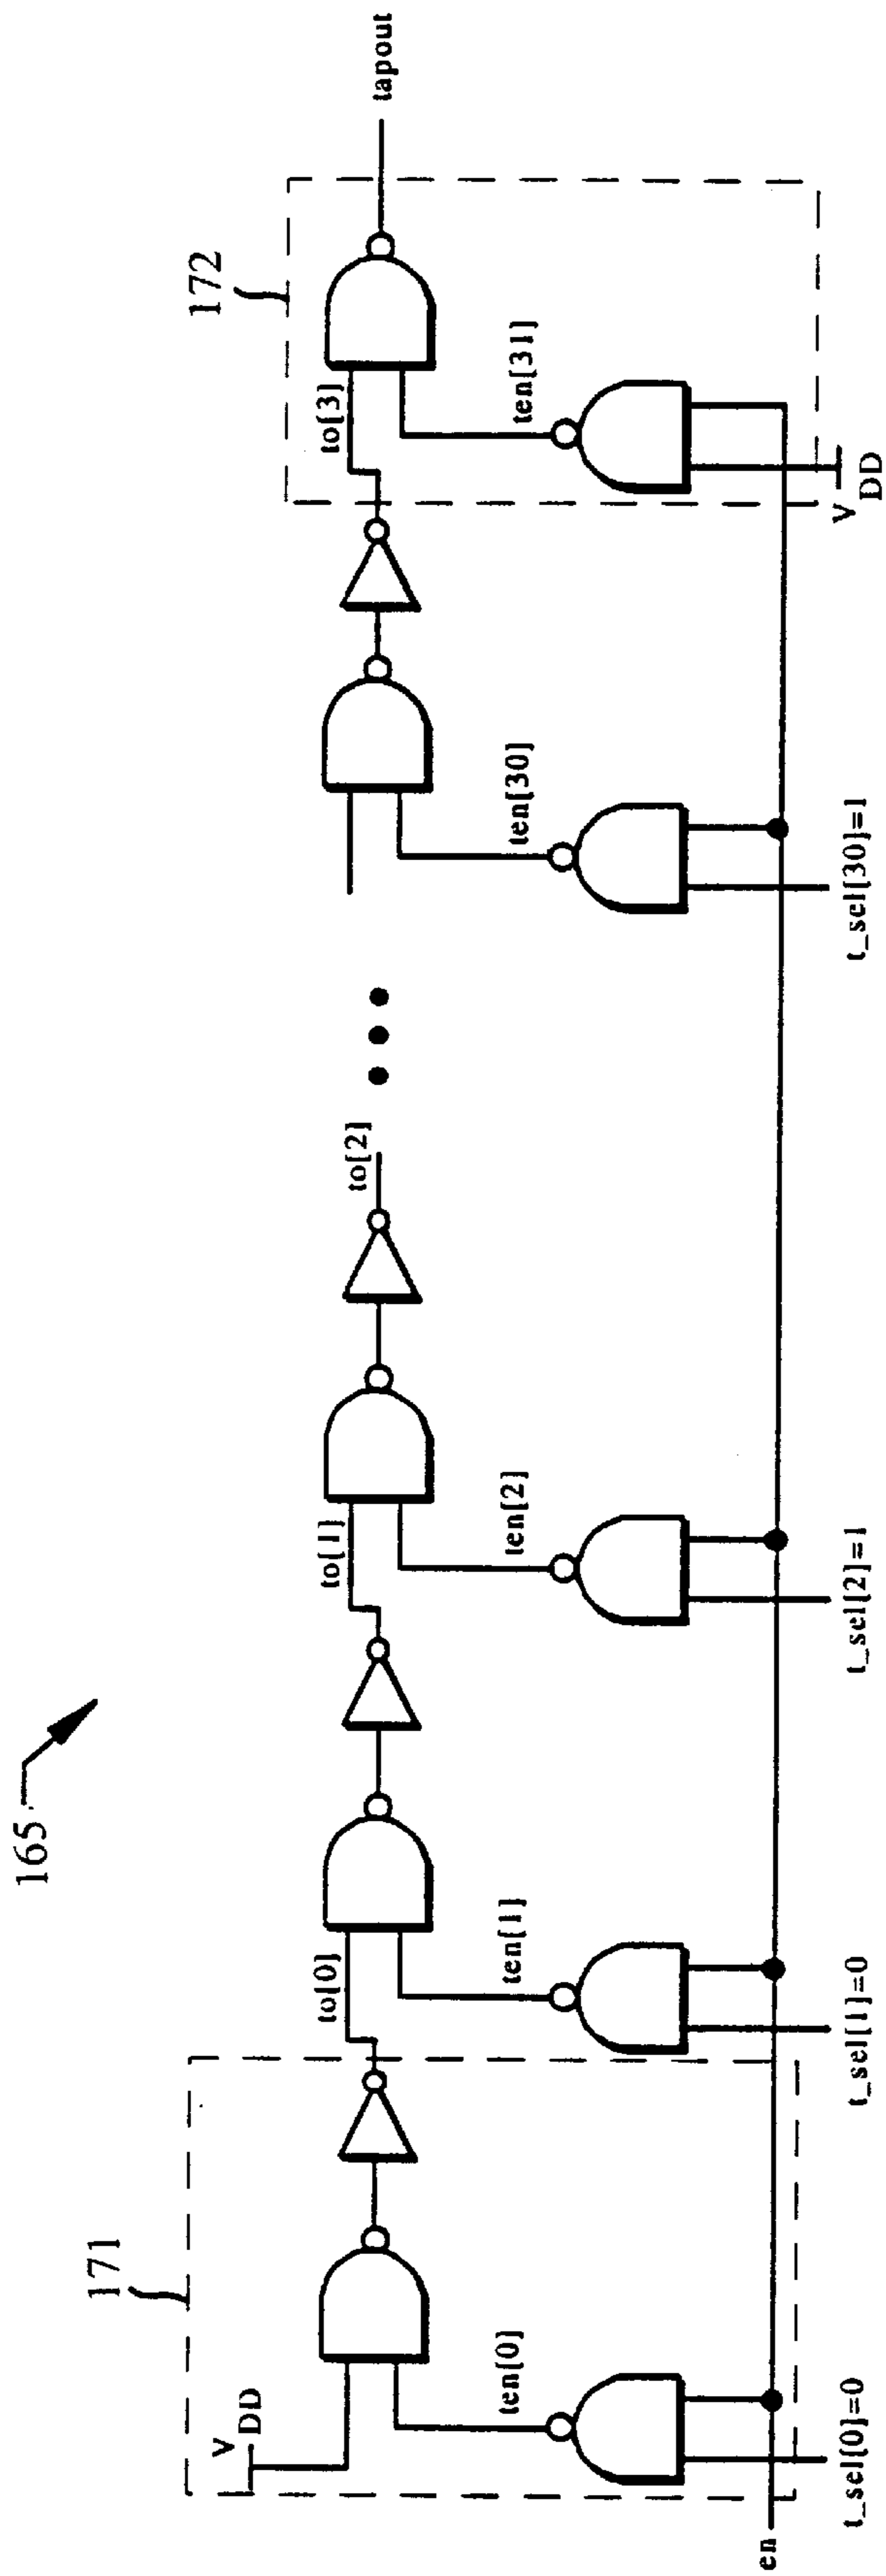 165
171
172
V
DD
to[0]
to[1]
to[2]
to[3]
tapout
ten[0]
ten[1]
ten[2]
ten[30]
ten[31]
en
t_sel[0]=0
t_sel[1]=0
t_sel[2]=1
t_sel[30]=1
V
DD